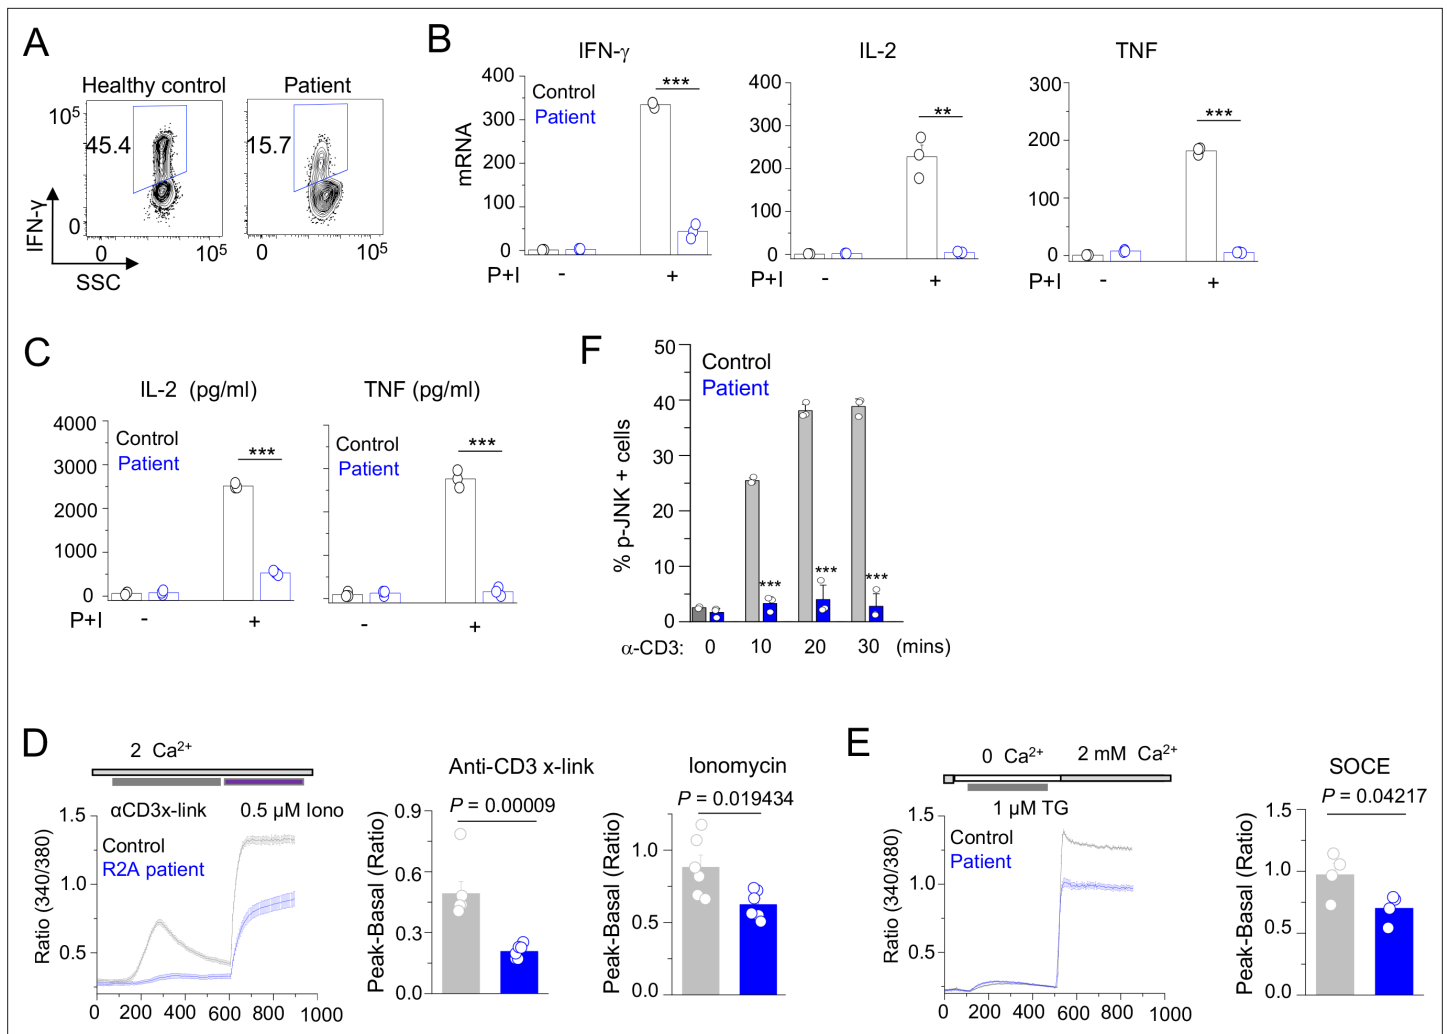 A
Healthy control
Patient
10⁵
45.4
15.7
IFN-γ
0
0
10⁵
0
10⁵
SSC
B
IFN-γ
IL-2
TNF
mRNA
400
300
200
100
0
Control
Patient
***
P+I
-
+
400
300
200
100
0
**
P+I
-
+
300
200
100
0
***
P+I
-
+
C
IL-2 (pg/ml)
TNF (pg/ml)
4000
3000
2000
1000
0
Control
Patient
***
P+I
-
+
Control
Patient
***
-
+
F
% p-JNK + cells
50
40
30
20
10
0
Control
Patient
***
***
***
α-CD3:
0
10
20
30
(mins)
D
2 Ca²⁺
αCD3x-link
0.5 µM Iono
Control
R2A patient
Ratio (340/380)
1.5
1.0
0.5
0
200
400
600
800
1000
Anti-CD3 x-link
P = 0.00009
Peak-Basal (Ratio)
0.9
0.6
0.3
0.0
Ionomycin
P = 0.019434
Peak-Basal (Ratio)
1.0
0.5
0.0
E
0 Ca²⁺
2 mM Ca²⁺
1 µM TG
Control
Patient
Ratio (340/380)
1.5
1.0
0.5
0
200
400
600
800
1000
SOCE
P = 0.04217
Peak-Basal (Ratio)
1.5
1.0
0.5
0.0